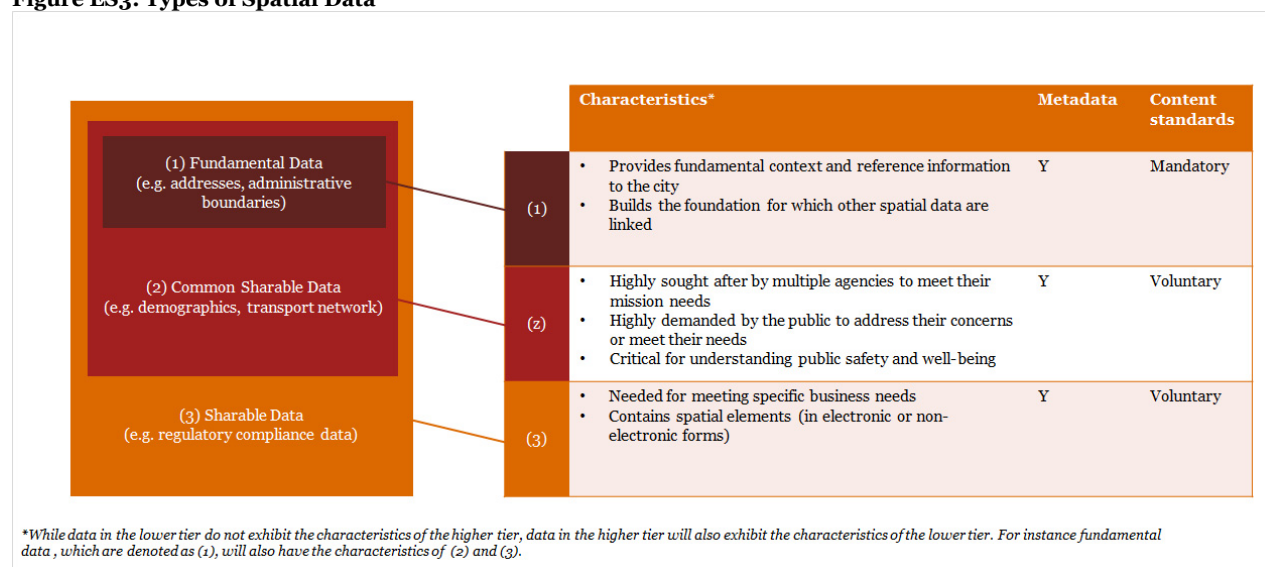 Figure ES3: Types of Spatial Data
(1) Fundamental Data
(e.g. addresses, administrative
boundaries)
(2) Common Sharable Data
(e.g. demographics, transport network)
(3) Sharable Data
(e.g. regulatory compliance data)
Characteristics* Metadata Content
standards
(1)
• Provides fundamental context and reference information
to the city
• Builds the foundation for which other spatial data are
linked
Y Mandatory
(z)
• Highly sought after by multiple agencies to meet their
mission needs
• Highly demanded by the public to address their concerns
or meet their needs
• Critical for understanding public safety and well-being
Y Voluntary
(3)
• Needed for meeting specific business needs
• Contains spatial elements (in electronic or non-
electronic forms)
Y Voluntary
*While data in the lower tier do not exhibit the characteristics of the higher tier, data in the higher tier will also exhibit the characteristics of the lower tier. For instance fundamental
data , which are denoted as (1), will also have the characteristics of (2) and (3).